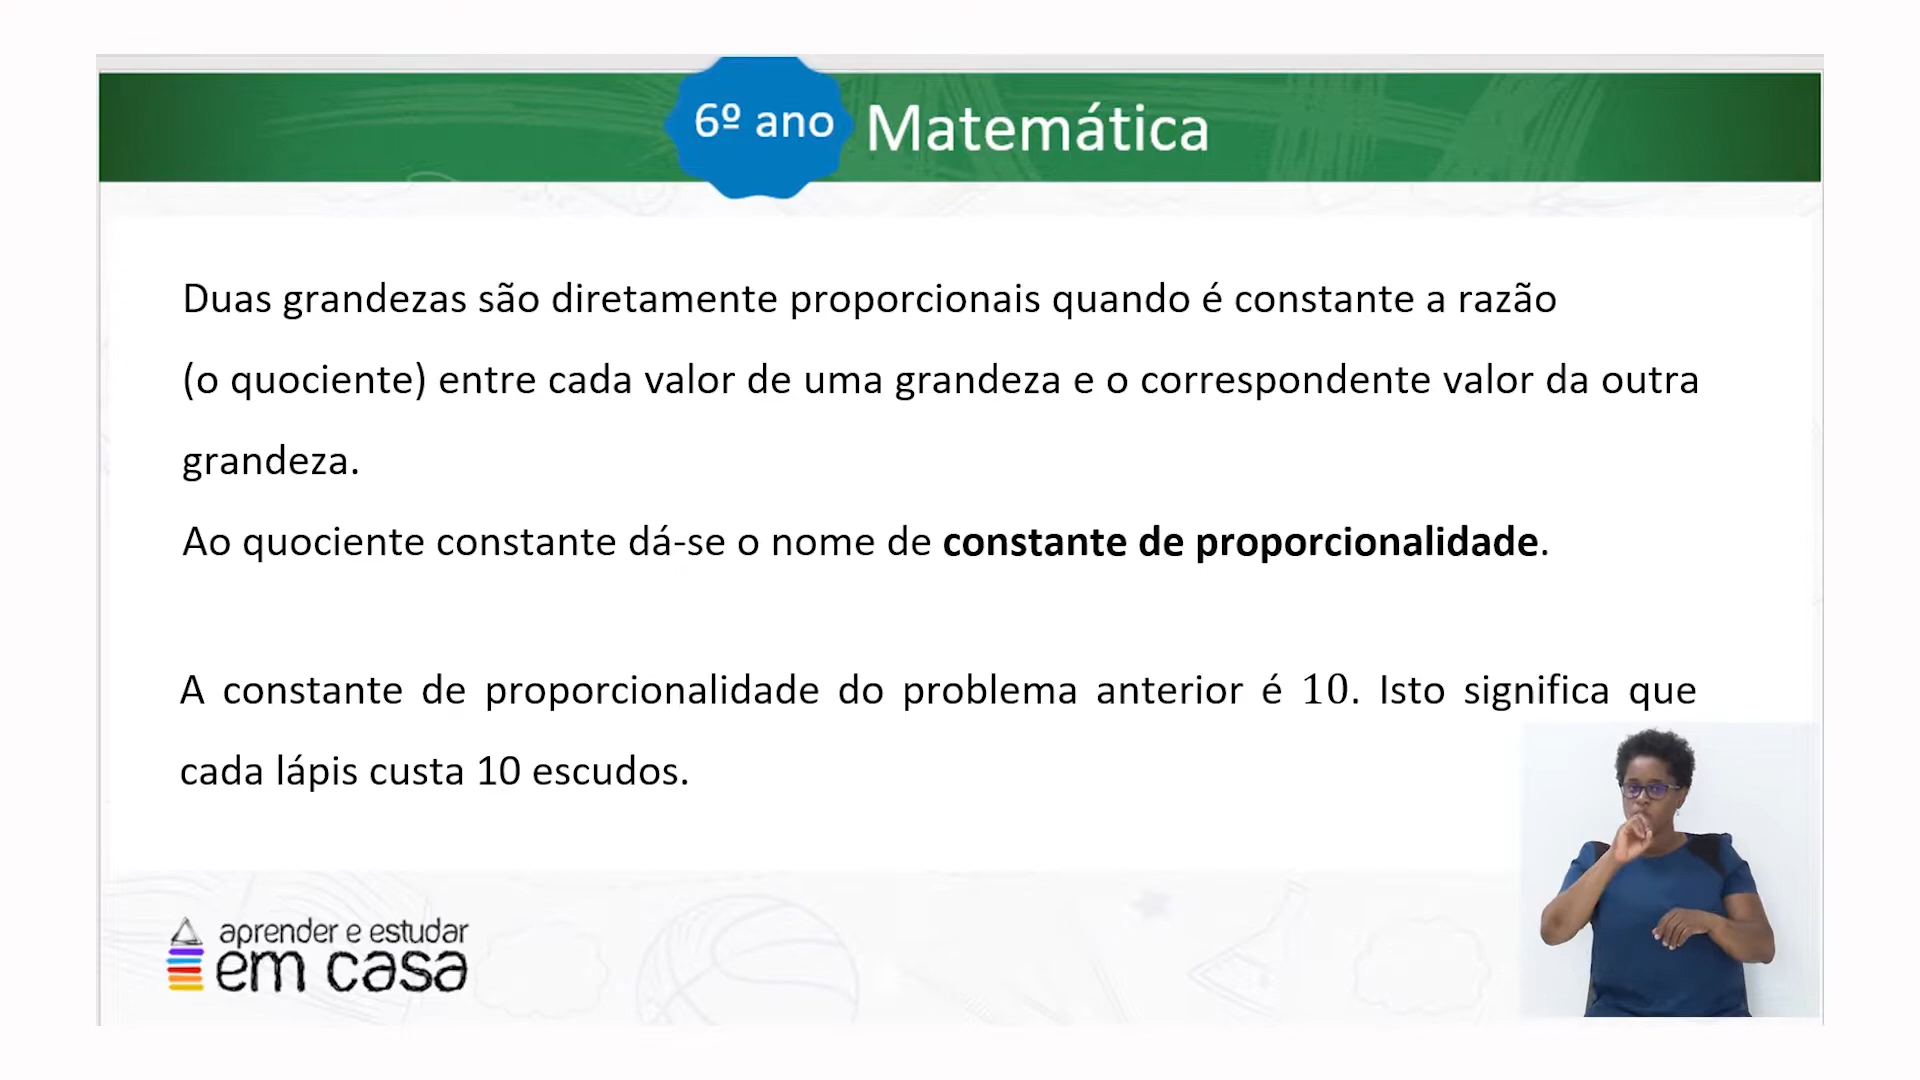 6º ano Matemática
Duas grandezas são diretamente proporcionais quando é constante a razão
(o quociente) entre cada valor de uma grandeza e o correspondente valor da outra
grandeza.
Ao quociente constante dá-se o nome de constante de proporcionalidade.
A constante de proporcionalidade do problema anterior é 10. Isto significa que
cada lápis custa 10 escudos.
aprender e estudar
em casa